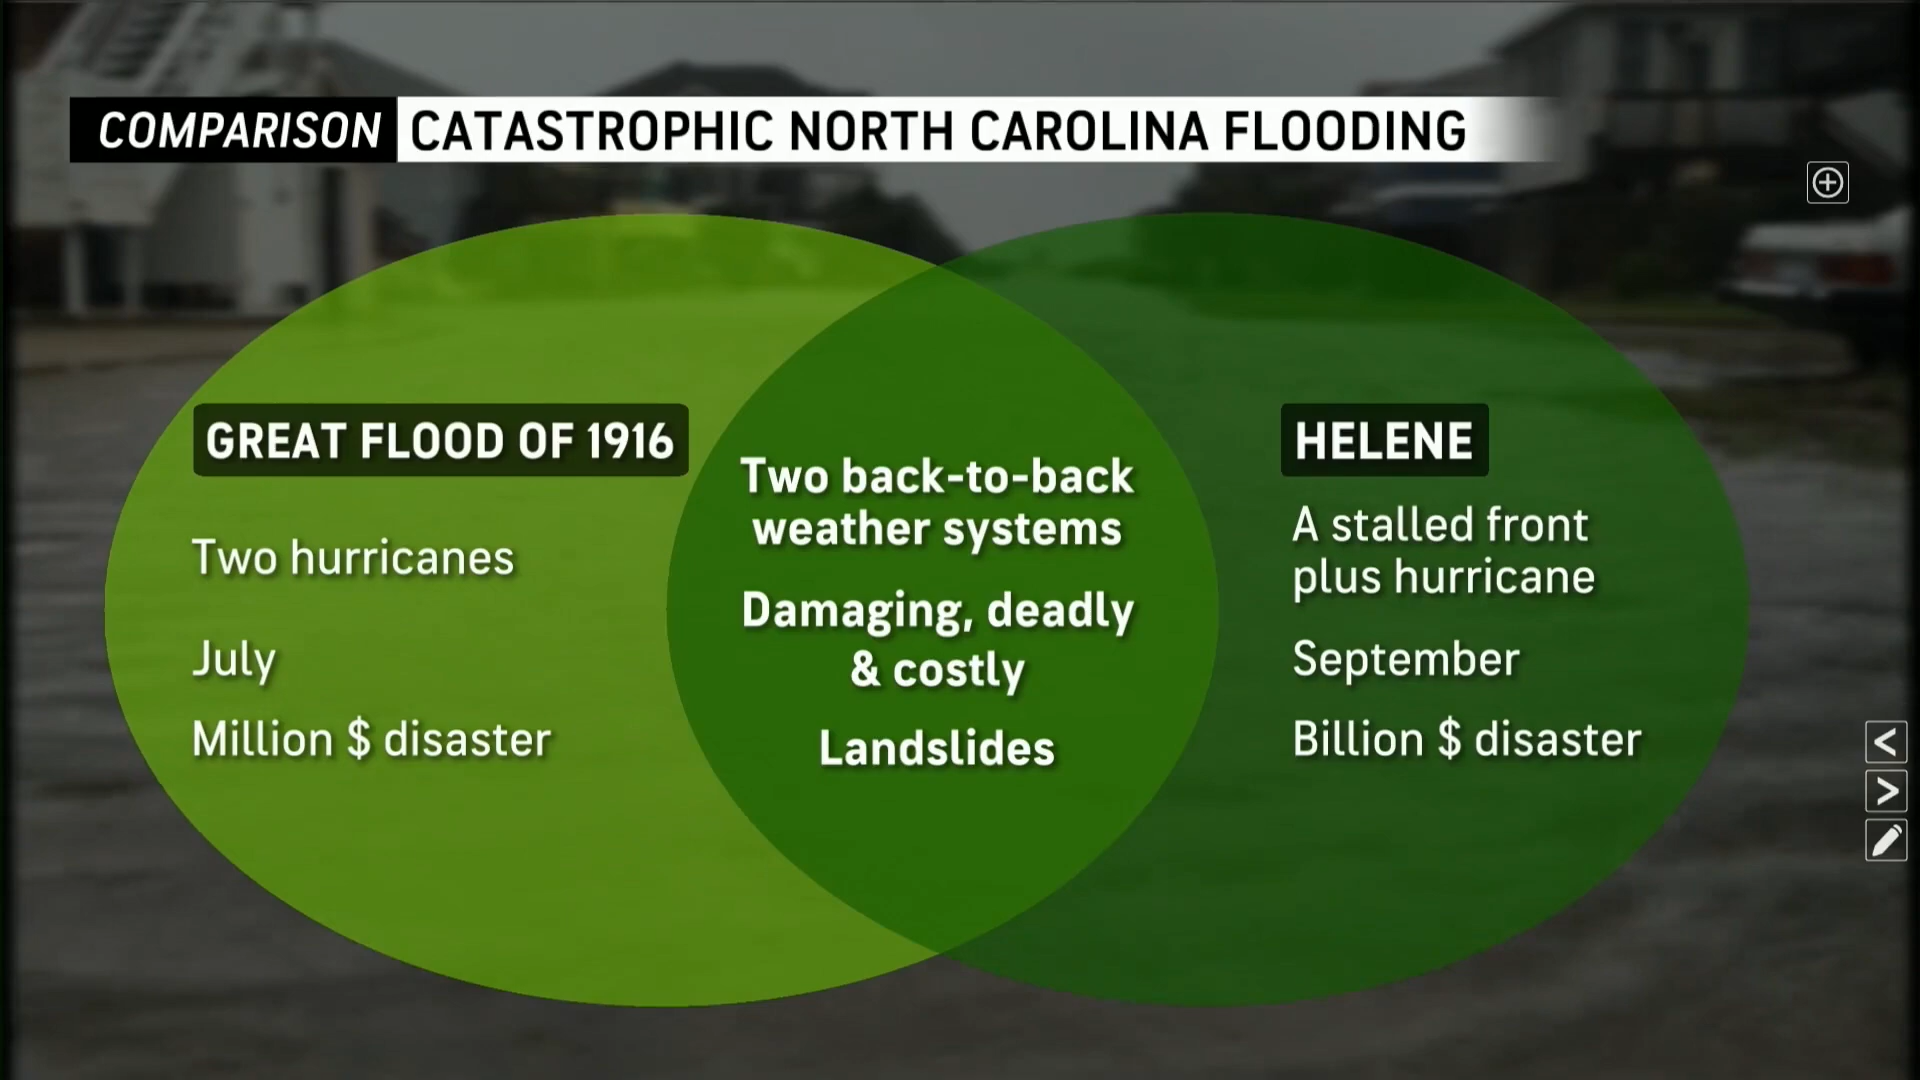 COMPARISON CATASTROPHIC NORTH CAROLINA FLOODING
GREAT FLOOD OF 1916
Two hurricanes
July
Million $ disaster
Two back-to-back
weather systems
Damaging, deadly
& costly
Landslides
HELENE
A stalled front
plus hurricane
September
Billion $ disaster